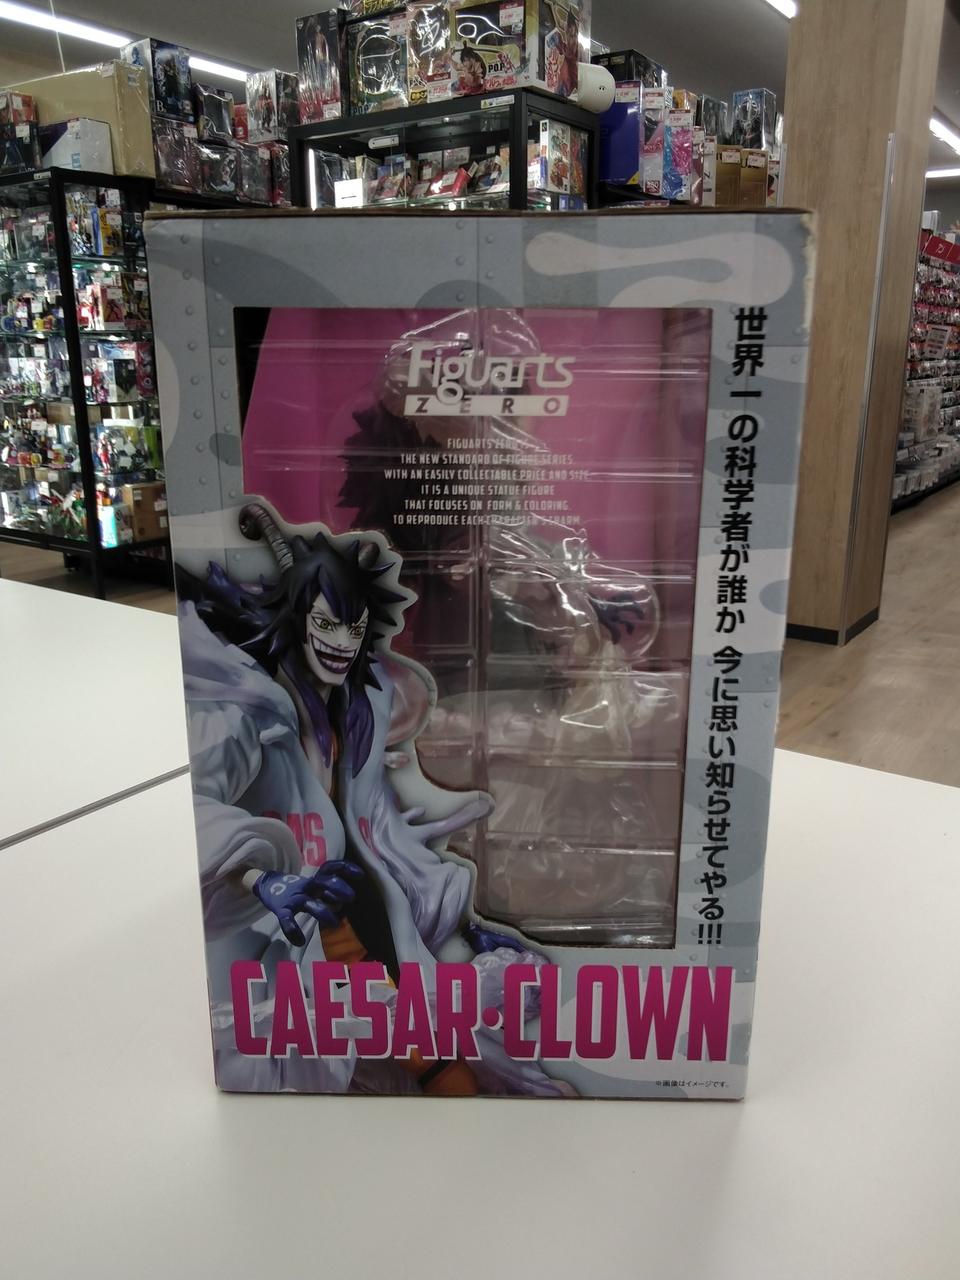 Figuarts
ZERO
FIGUARTS ZERO IS
THE NEW STANDARD OF FIGURE SERIES
WITH AN EASILY COLLECTABLE PRICE AND SIZE.
IT IS A UNIQUE STATUE FIGURE
THAT FOCUSES ON FORM & COLORING.
TO REPRODUCE EACH CHARACTER'S CHARM.
世界一の科学者が誰か 今に思い知らせてやる!!!
CAESAR・CLOWN
※画像はイメージです。